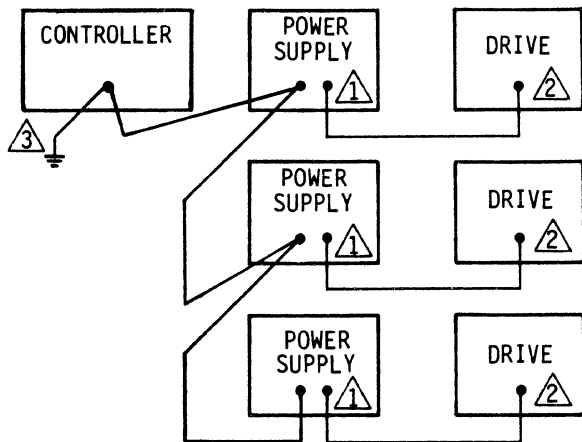 CONTROLLER
3
POWER
SUPPLY
1
DRIVE
2
POWER
SUPPLY
1
DRIVE
2
POWER
SUPPLY
1
DRIVE
2